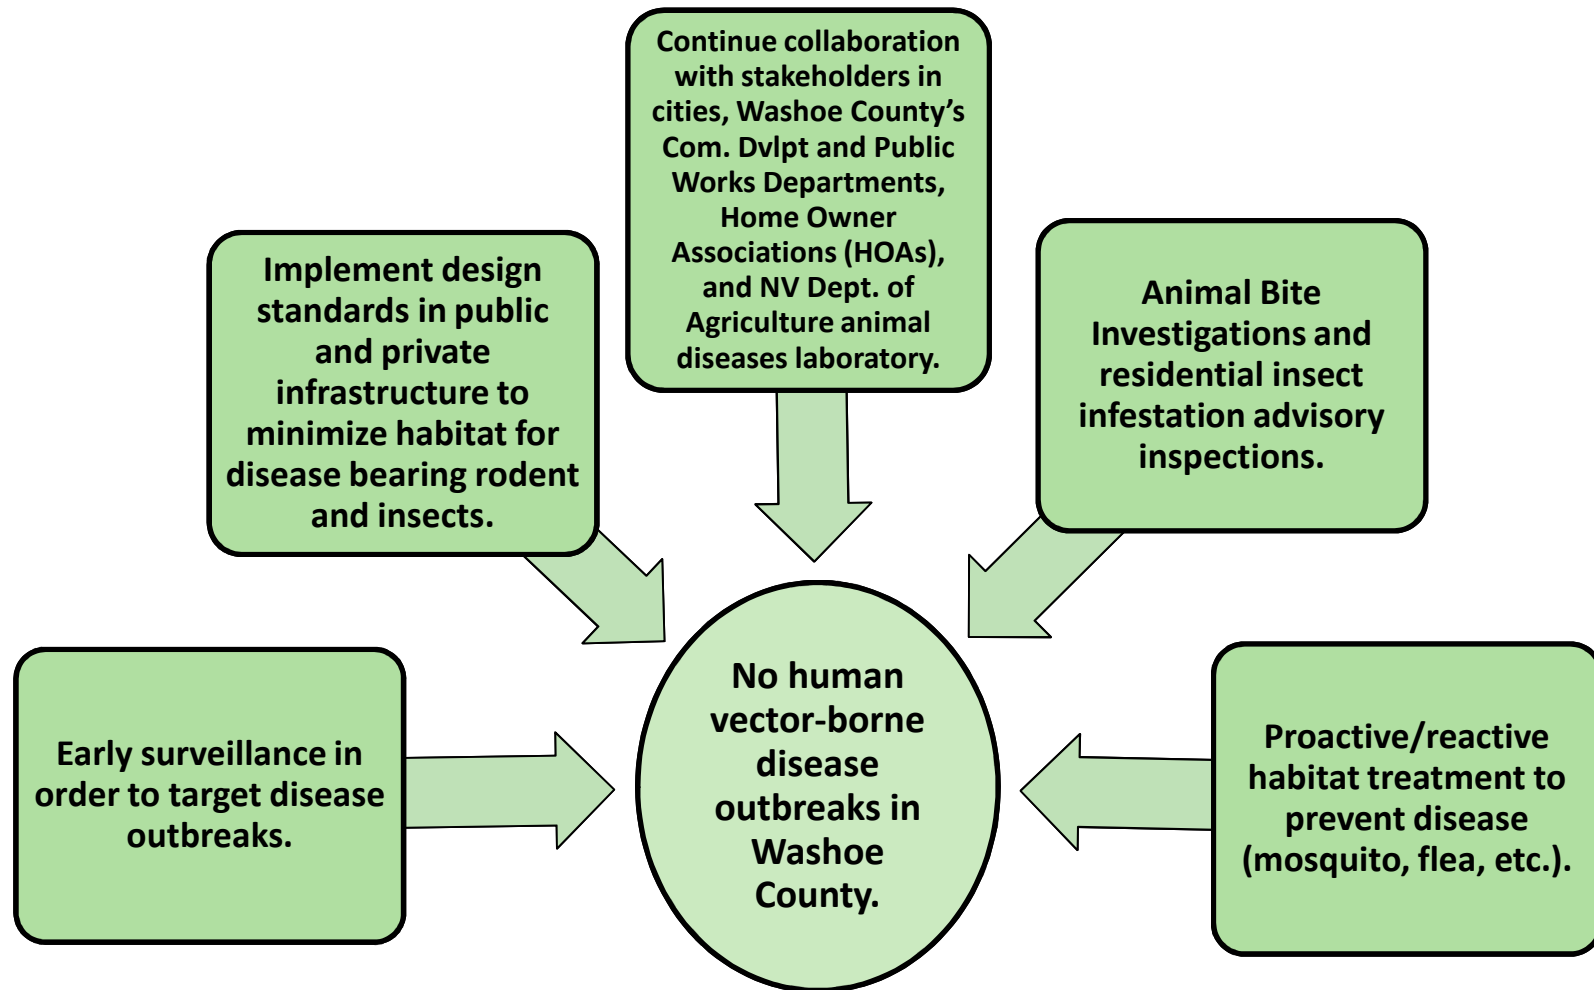 Continue collaboration
with stakeholders in
cities, Washoe County’s
Com. Dvlpt and Public
Works Departments,
Home Owner
Associations (HOAs),
and NV Dept. of
Agriculture animal
diseases laboratory.
Implement design
standards in public
and private
infrastructure to
minimize habitat for
disease bearing rodent
and insects.
Animal Bite
Investigations and
residential insect
infestation advisory
inspections.
Early surveillance in
order to target disease
outbreaks.
No human
vector-borne
disease
outbreaks in
Washoe
County.
Proactive/reactive
habitat treatment to
prevent disease
(mosquito, flea, etc.).